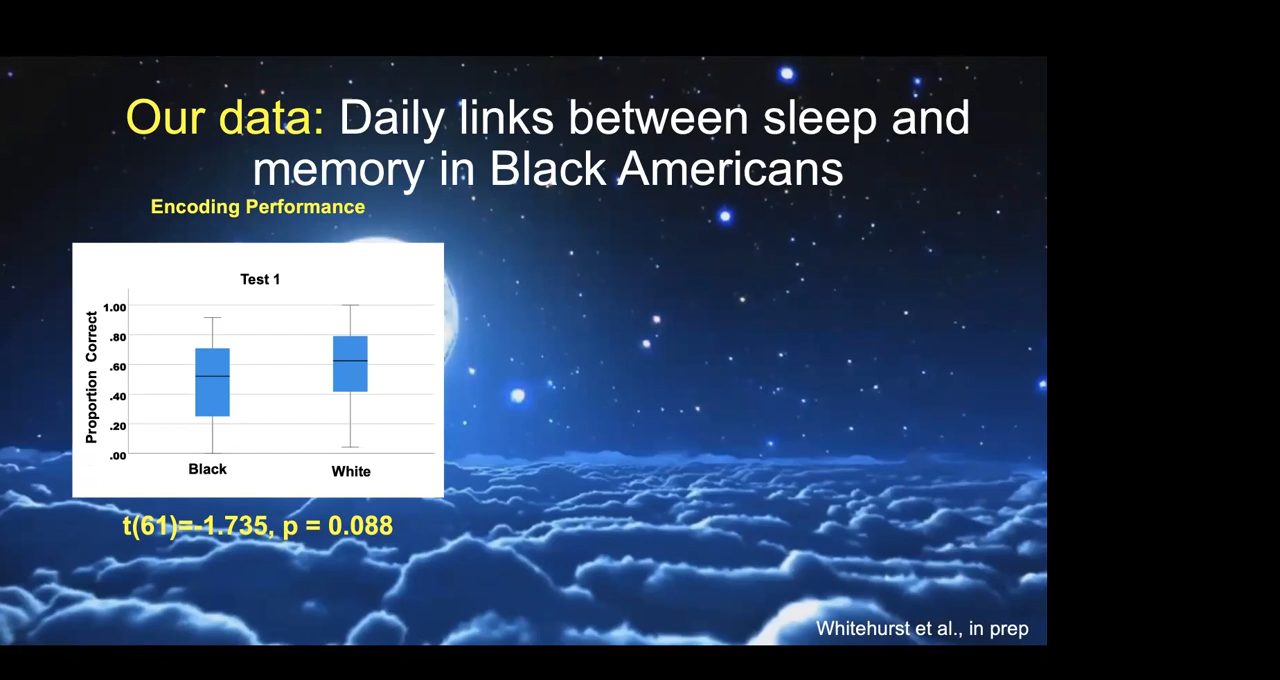 Our data: Daily links between sleep and
memory in Black Americans
Encoding Performance
Test 1
Proportion Correct
1.00
.80
.60
.40
.20
.00
Black
White
t(61)=-1.735, p = 0.088
Whitehurst et al., in prep